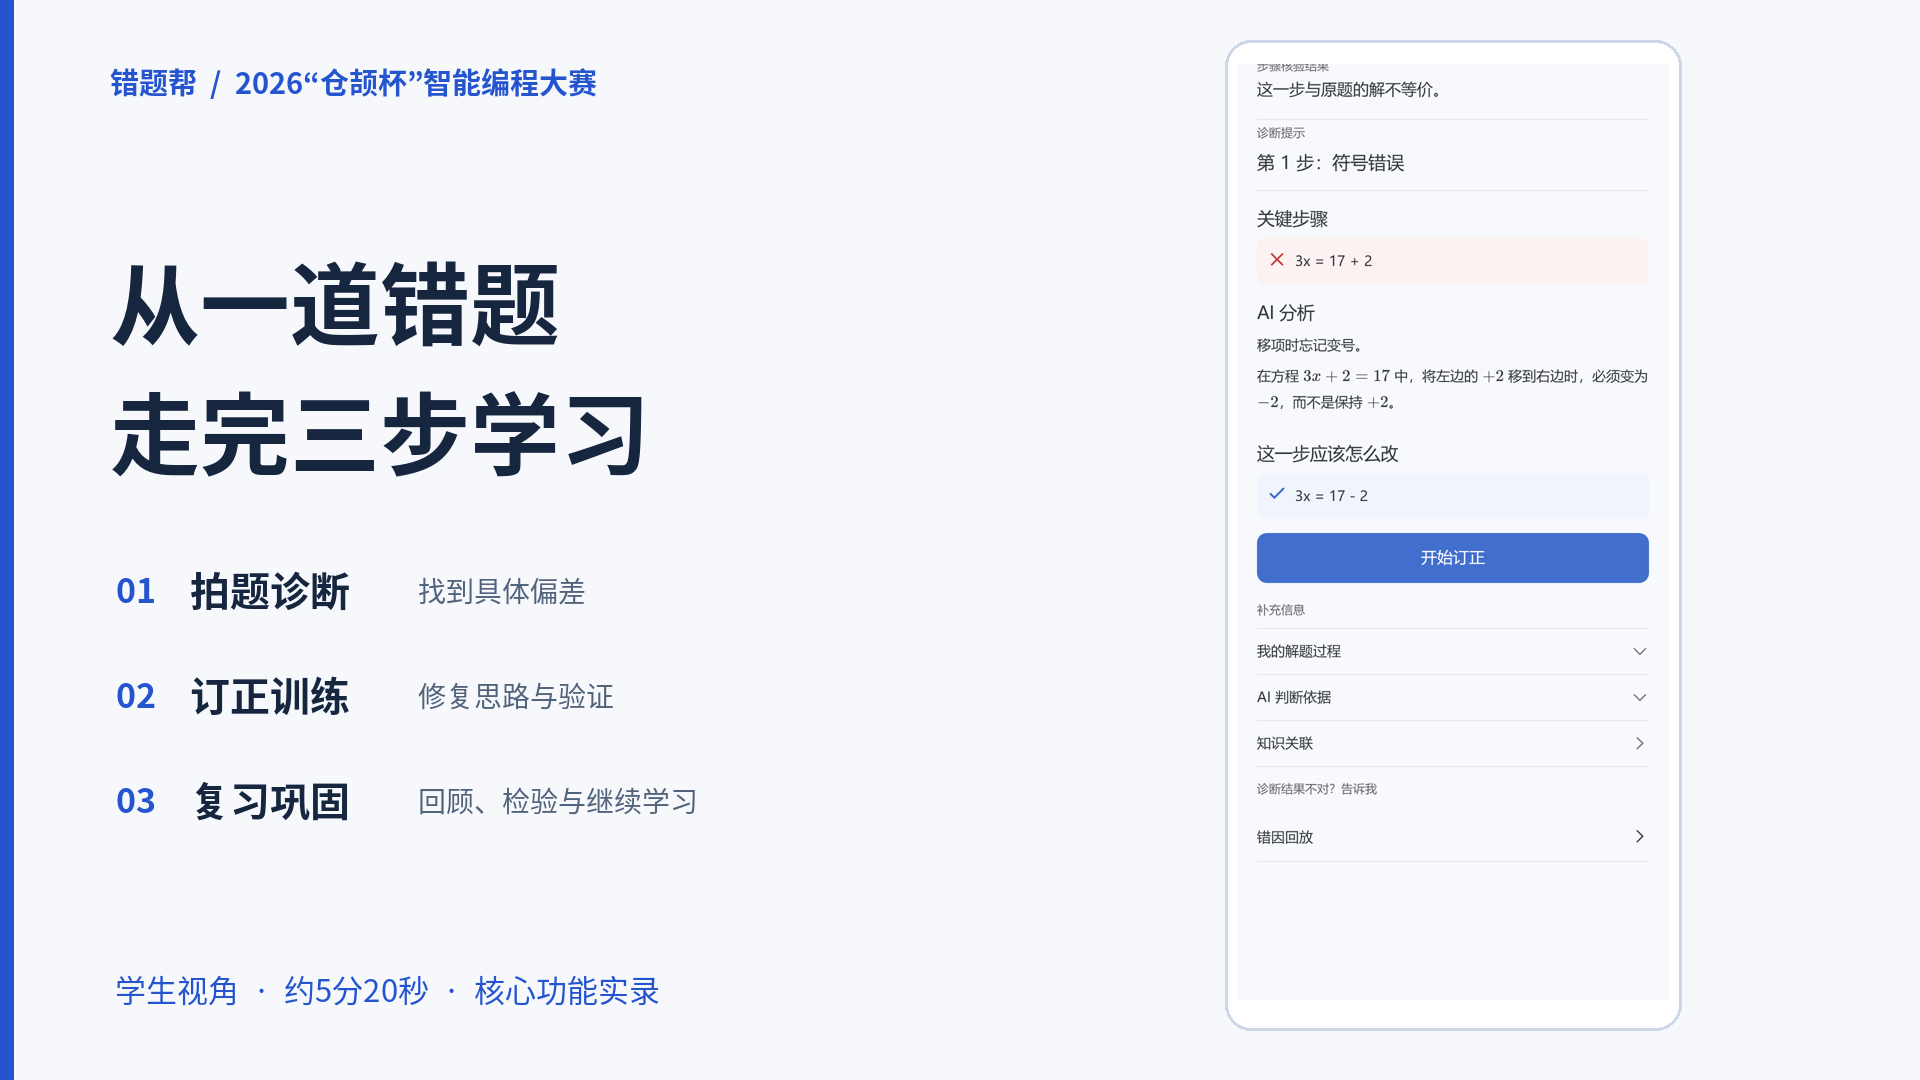 错题帮 / 2026“仓颉杯”智能编程大赛
从一道错题
走完三步学习
01 拍题诊断 找到具体偏差
02 订正训练 修复思路与验证
03 复习巩固 回顾、检验与继续学习
学生视角 · 约5分20秒 · 核心功能实录
步骤核验结果
这一步与原题的解不等价。
诊断提示
第 1 步：符号错误
关键步骤
3x = 17 + 2
AI 分析
移项时忘记变号。
在方程 3x + 2 = 17 中，将左边的 +2 移到右边时，必须变为
−2，而不是保持 +2。
这一步应该怎么改
3x = 17 - 2
开始订正
补充信息
我的解题过程
AI 判断依据
知识关联
诊断结果不对？告诉我
错因回放